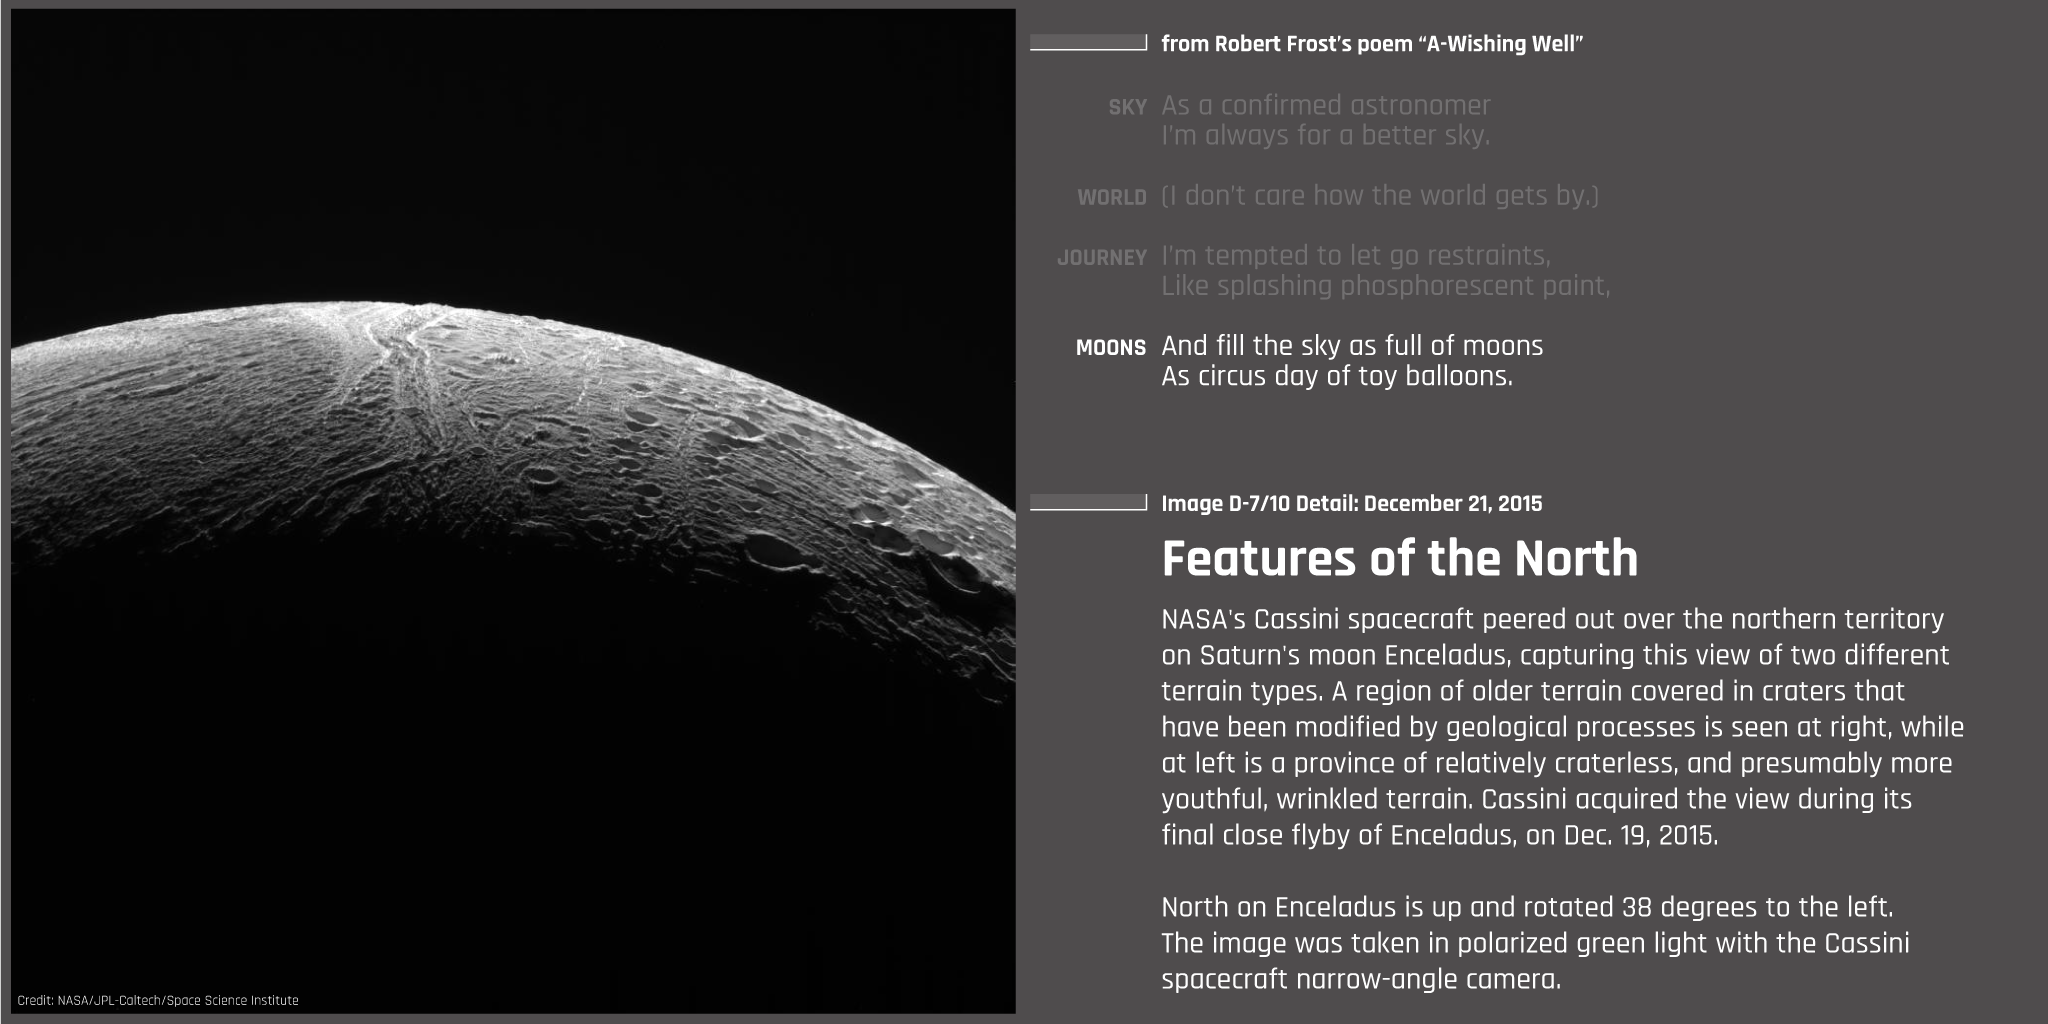 from Robert Frost’s poem “A-Wishing Well”
SKY As a confirmed astronomer
I’m always for a better sky.
WORLD (I don’t care how the world gets by.)
JOURNEY I’m tempted to let go restraints,
Like splashing phosphorescent paint,
MOONS And fill the sky as full of moons
As circus day of toy balloons.
Image D-7/10 Detail: December 21, 2015
Features of the North
NASA's Cassini spacecraft peered out over the northern territory
on Saturn's moon Enceladus, capturing this view of two different
terrain types. A region of older terrain covered in craters that
have been modified by geological processes is seen at right, while
at left is a province of relatively craterless, and presumably more
youthful, wrinkled terrain. Cassini acquired the view during its
final close flyby of Enceladus, on Dec. 19, 2015.
North on Enceladus is up and rotated 38 degrees to the left.
The image was taken in polarized green light with the Cassini
spacecraft narrow-angle camera.
Credit: NASA/JPL-Caltech/Space Science Institute